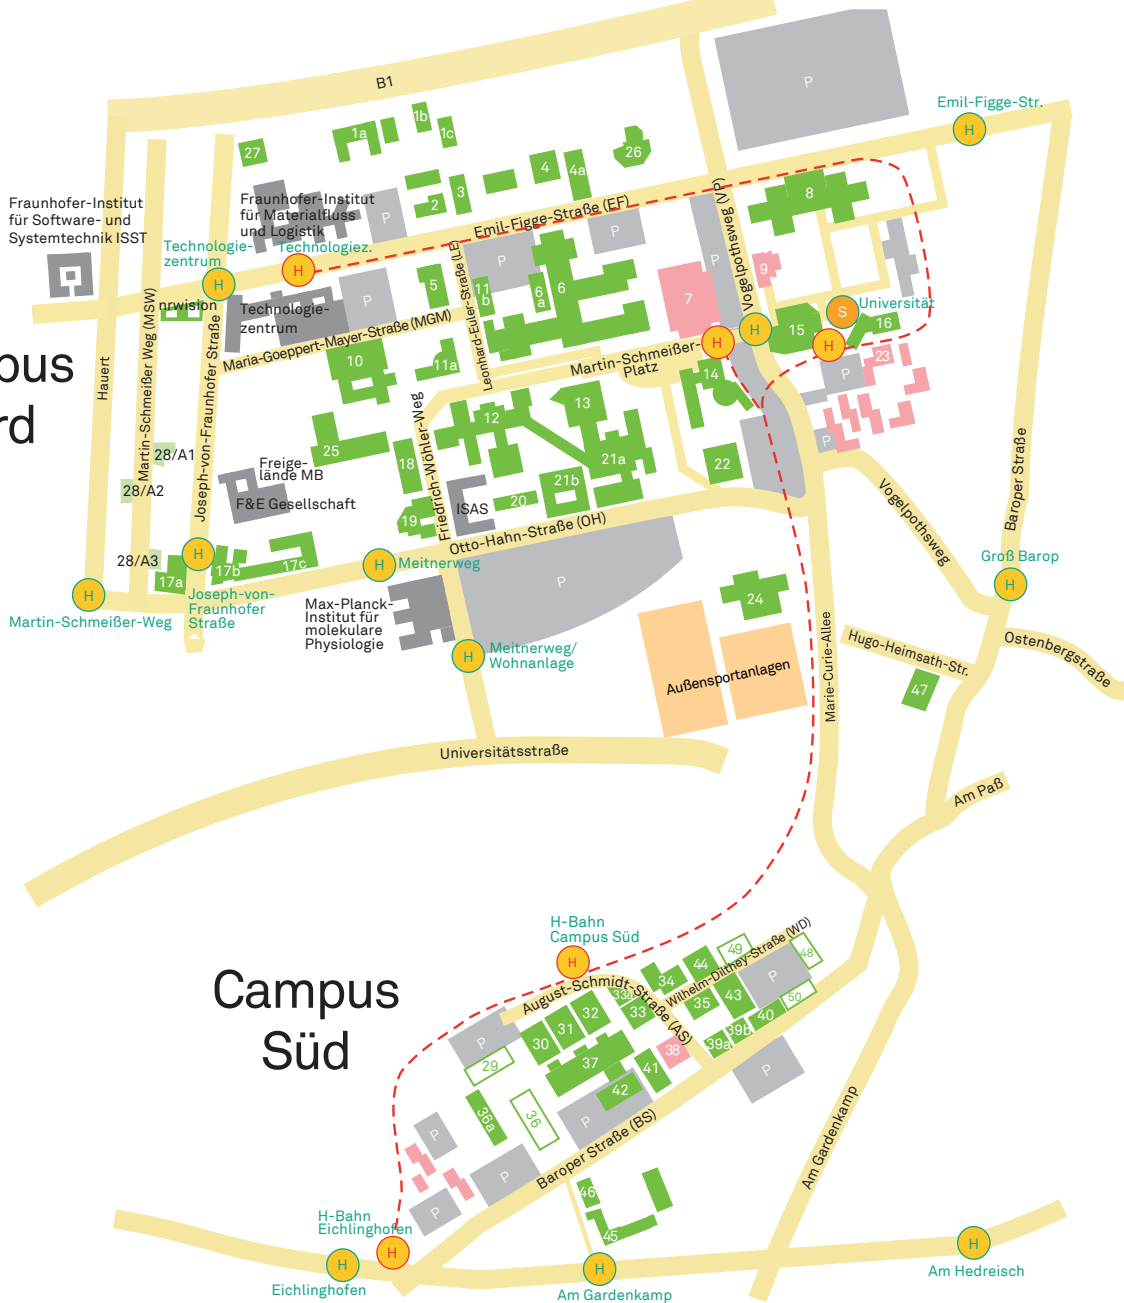 B1
P
Emil-Figge-Str.
H
1b
1a
1c
27
26
4
4a
3
2
8
Fraunhofer-Institut
für Software- und
Systemtechnik ISST
Fraunhofer-Institut
für Materialfluss
und Logistik
P
Emil-Figge-Straße (EF)
P
Vogelpothsweg (VP)
Technologie-
zentrum
H
Technologiez.
H
P
P
9
5
11
b
6
a
6
7
nrwision
Technologie-
zentrum
P
Leonhard-Euler-Straße (LE)
Universität
S
H
15
16
H
H
Maria-Goeppert-Mayer-Straße (MGM)
Martin-Schmeißer-
Platz
Hauert
Martin-Schmeißer Weg (MSW)
Joseph-von-Fraunhofer Straße
10
11a
14
P
23
pus
rd
Friedrich-Wöhler-Weg
12
13
P
25
18
21a
22
28/A1
28/A2
Freige-
lände MB
F&E Gesellschaft
21b
20
ISAS
19
Otto-Hahn-Straße (OH)
Vogelpothsweg
Baroper Straße
28/A3
H
17a
17b
17c
H
Meitnerweg
P
Groß Barop
H
H
Martin-Schmeißer-Weg
Joseph-von-
Fraunhofer
Straße
Max-Planck-
Institut für
molekulare
Physiologie
24
H
Meitnerweg/
Wohnanlage
Außensportanlagen
Marie-Curie-Allee
Hugo-Heimsath-Str.
Ostenbergstraße
47
Universitätsstraße
Am Paß
Campus
Süd
H-Bahn
Campus Süd
H
August-Schmidt-Straße (AS)
Wilhelm-Dilthey-Straße (WD)
49
48
44
34
P
33a
35
43
50
32
33
31
30
40
39b
39a
38
P
29
37
41
42
P
P
36a
36
P
P
P
Baroper Straße (BS)
Am Gardenkamp
46
45
H-Bahn
Eichlinghofen
H
H
Eichlinghofen
H
Am Gardenkamp
H
Am Hedreisch